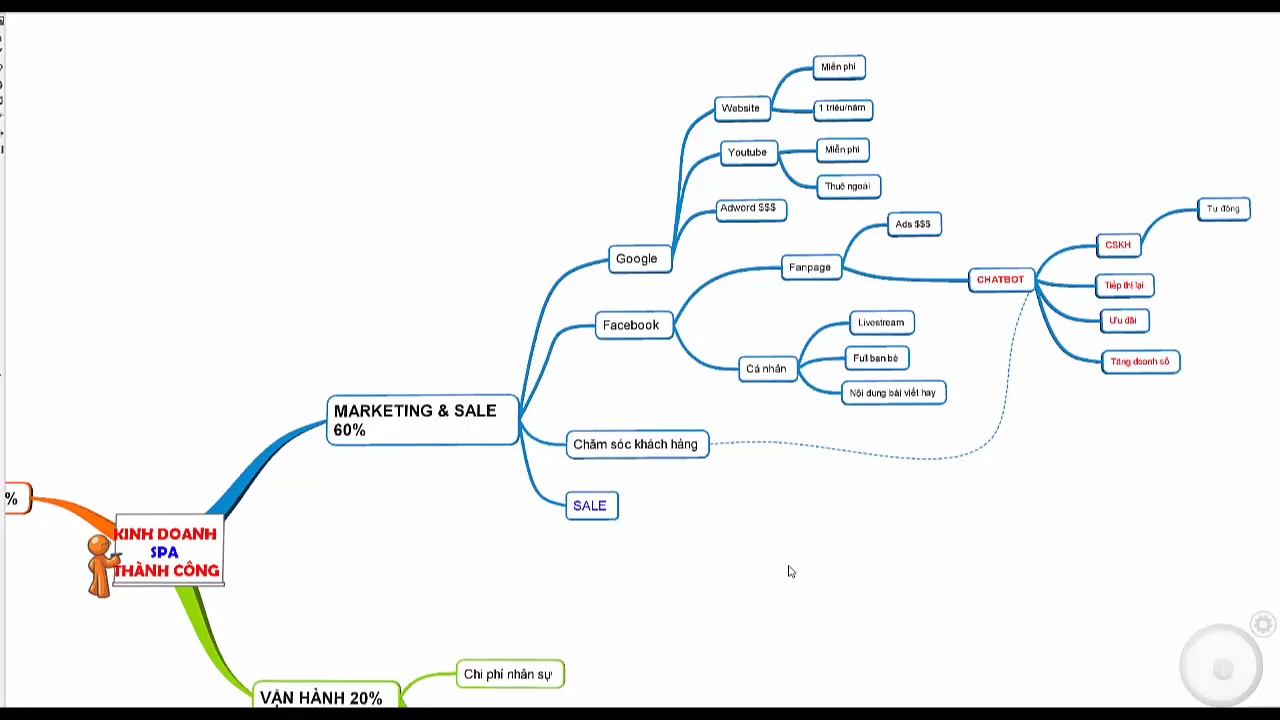 Miễn phí
Website
1 triệu/năm
Youtube
Miễn phí
Thuê ngoài
Adword $$$
Tự động
Ads $$$
Google
CSKH
Fanpage
CHATBOT
Tiếp thị lại
Facebook
Livestream
Ưu đãi
Full bạn bè
Tăng doanh số
Cá nhân
Nội dung bài viết hay
MARKETING & SALE
60%
Chăm sóc khách hàng
%
SALE
KINH DOANH
SPA
THÀNH CÔNG
Chi phí nhân sự
VẬN HÀNH 20%